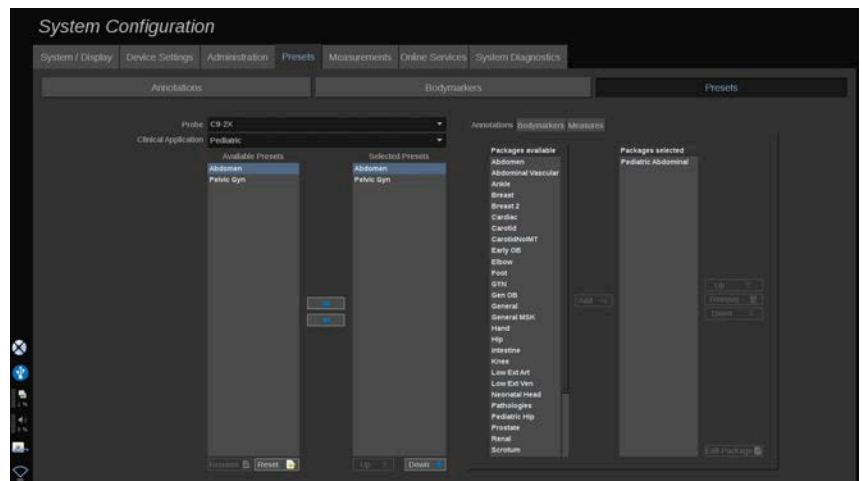 System Configuration
System / Display Device Settings Administration Presets Measurements Online Services System Diagnostics
Annotations Bodymarkers Presets
Probe C9-2X
Clinical Application Pediatric
Available Presets Selected Presets
Abdomen Abdomen
Pelvic Gyn Pelvic Gyn
Rename Reset Up Down
Annotations Bodymarkers Measures
Packages available Packages selected
Abdomen Pediatric Abdominal
Abdominal Vascular
Ankle
Breast
Breast 2
Cardiac
Carotid
CarotidNoIMT
Early OB
Elbow
Foot
GYN
Gen OB
General
General MSK
Hand
Hip
Intestine
Knee
Low Ext Art
Low Ext Ven
Neonatal Head
Pathologies
Pediatric Hip
Prostate
Renal
Scrotum
Add
Up
Remove
Down
Edit Package